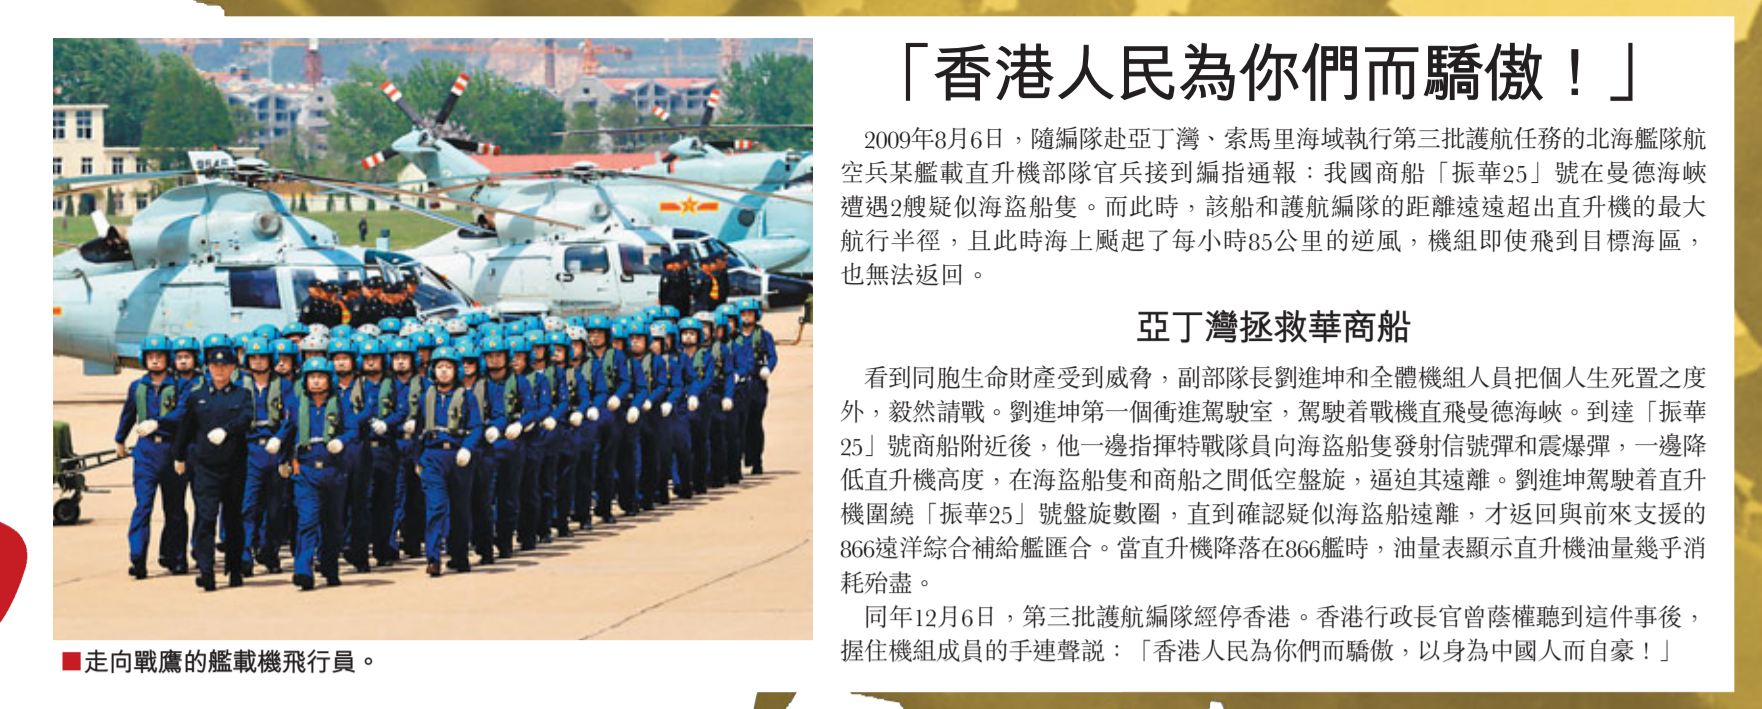 「香港人民為你們而驕傲！」
2009年8月6日，隨編隊赴亞丁灣、索馬里海域執行第三批護航任務的北海艦隊航
空兵某艦載直升機部隊官兵接到編指通報：我國商船「振華25」號在曼德海峽
遭遇2艘疑似海盜船隻。而此時，該船和護航編隊的距離遠遠超出直升機的最大
航行半徑，且此時海上颳起了每小時85公里的逆風，機組即使飛到目標海區，
也無法返回。
亞丁灣拯救華商船
看到同胞生命財產受到威脅，副部隊長劉進坤和全體機組人員把個人生死置之度
外，毅然請戰。劉進坤第一個衝進駕駛室，駕駛着戰機直飛曼德海峽。到達「振華
25」號商船附近後，他一邊指揮特戰隊員向海盜船隻發射信號彈和震爆彈，一邊降
低直升機高度，在海盜船隻和商船之間低空盤旋，逼迫其遠離。劉進坤駕駛着直升
機圍繞「振華25」號盤旋數圈，直到確認疑似海盜船遠離，才返回與前來支援的
866遠洋綜合補給艦匯合。當直升機降落在866艦時，油量表顯示直升機油量幾乎消
耗殆盡。
同年12月6日，第三批護航編隊經停香港。香港行政長官曾蔭權聽到這件事後，
握住機組成員的手連聲説：「香港人民為你們而驕傲，以身為中國人而自豪！」
■走向戰鷹的艦載機飛行員。